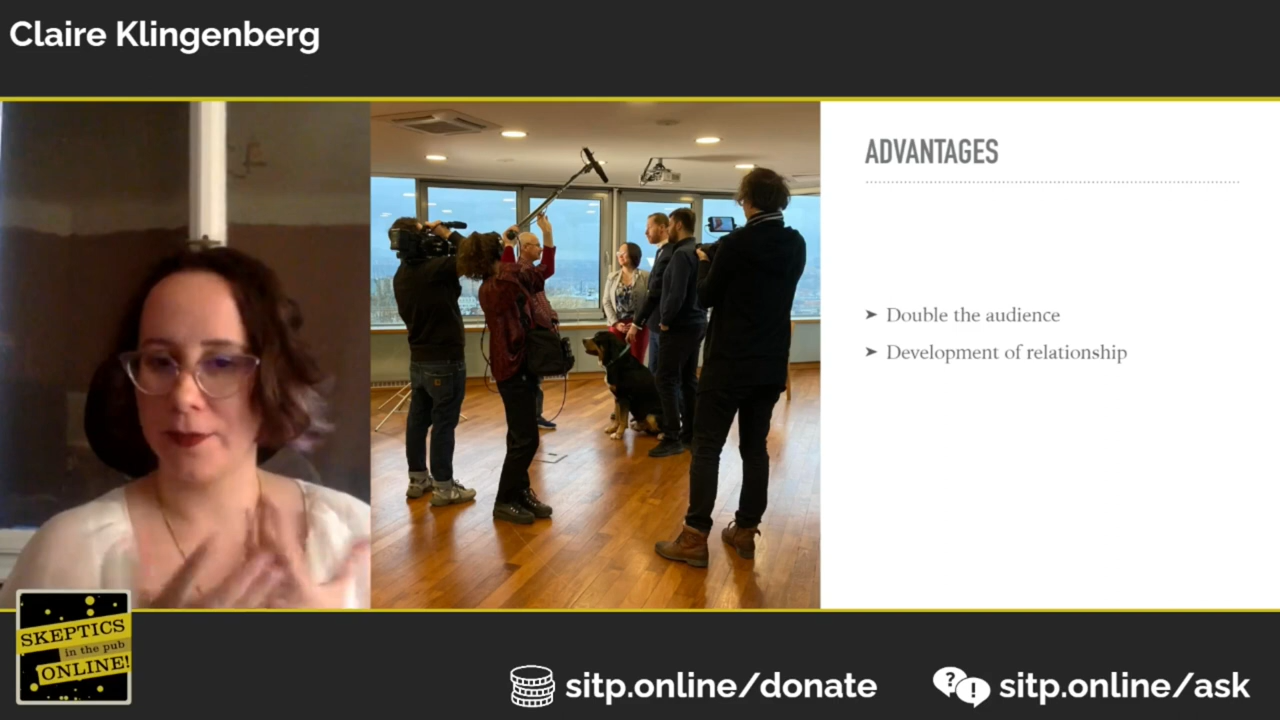 Claire Klingenberg
ADVANTAGES
➤ Double the audience
➤ Development of relationship
SKEPTICS
in the pub
ONLINE!
sitp.online/donate
? !
sitp.online/ask